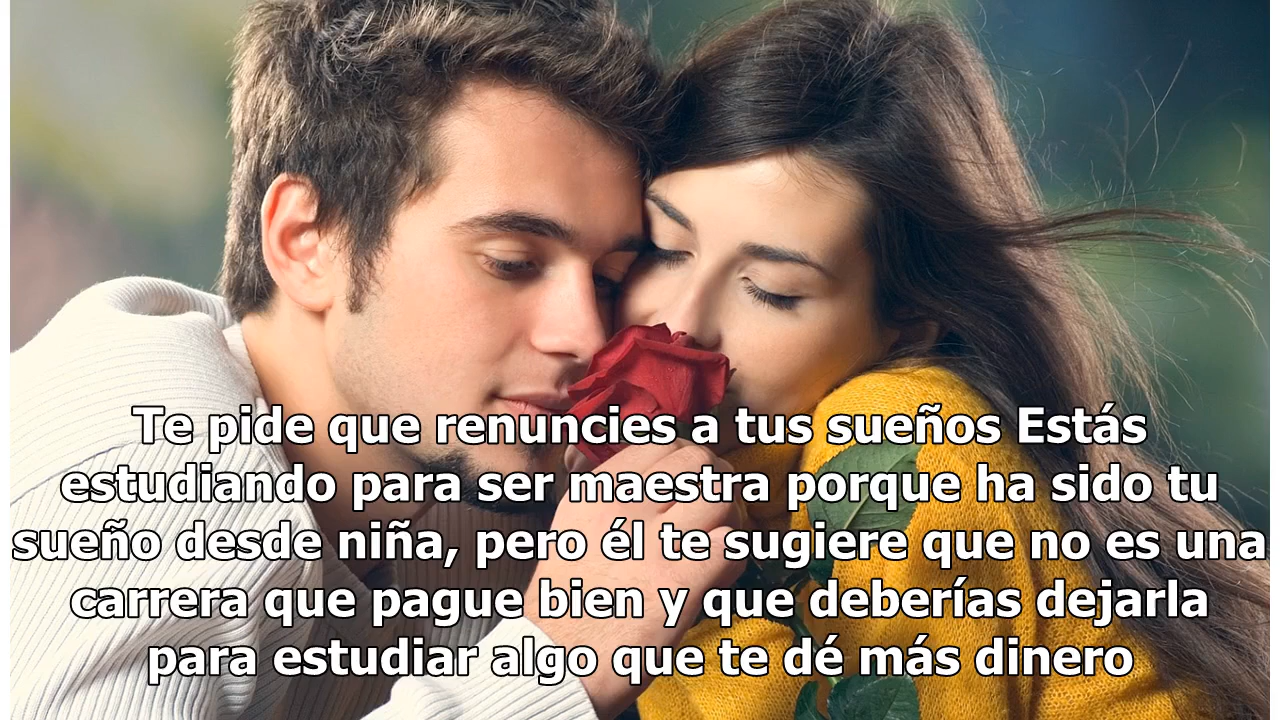 Te pide que renuncies a tus sueños Estás
estudiando para ser maestra porque ha sido tu
sueño desde niña, pero él te sugiere que no es una
carrera que pague bien y que deberías dejarla
para estudiar algo que te dé más dinero